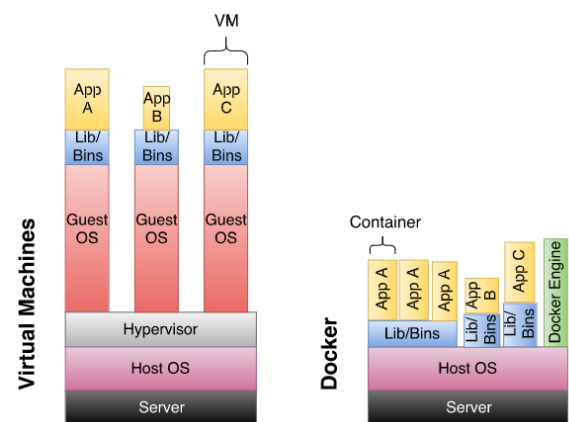 VM
App
A
App
B
App
C
Lib/
Bins
Lib/
Bins
Lib/
Bins
Guest
OS
Guest
OS
Guest
OS
Hypervisor
Host OS
Server
Virtual Machines
Container
App A
App A
App A
App
B
App C
Docker Engine
Lib/Bins
Lib/
Bins
Lib/
Bins
Host OS
Server
Docker